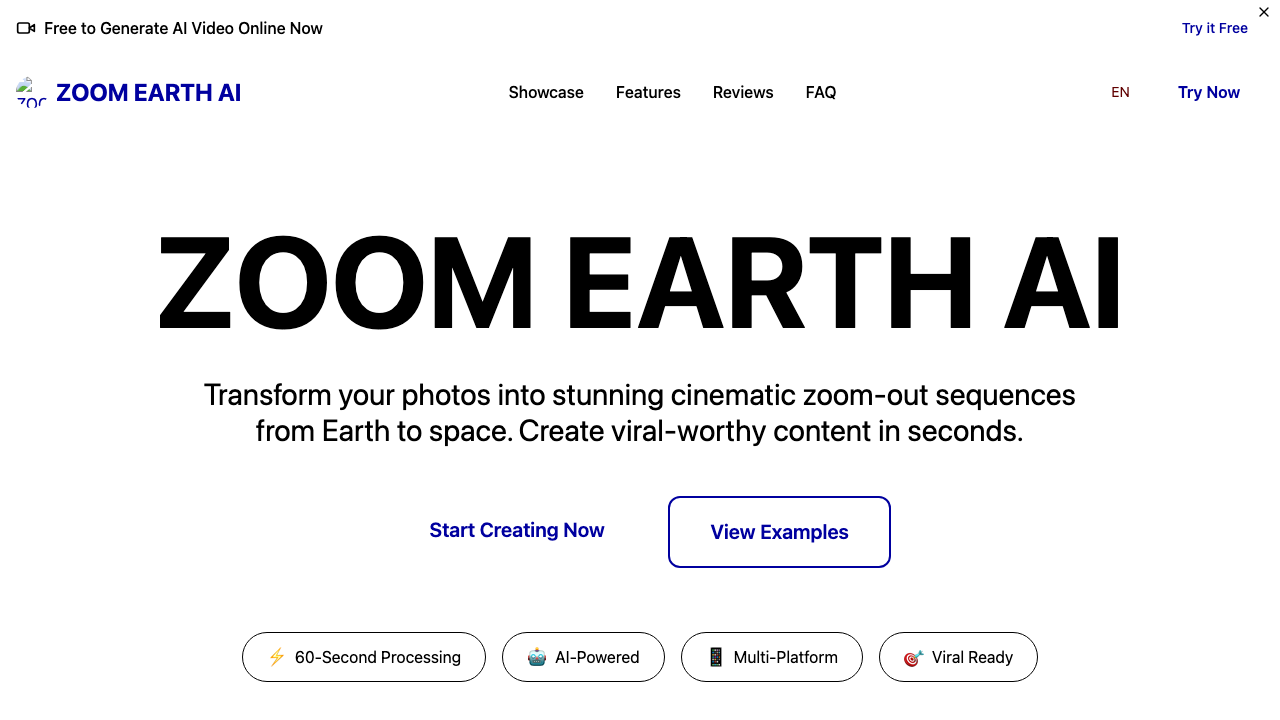 Free to Generate AI Video Online Now
Try it Free
ZOOM EARTH AI
Showcase
Features
Reviews
FAQ
EN
Try Now
ZOOM EARTH AI
Transform your photos into stunning cinematic zoom-out sequences
from Earth to space. Create viral-worthy content in seconds.
Start Creating Now
View Examples
60-Second Processing
AI-Powered
Multi-Platform
Viral Ready